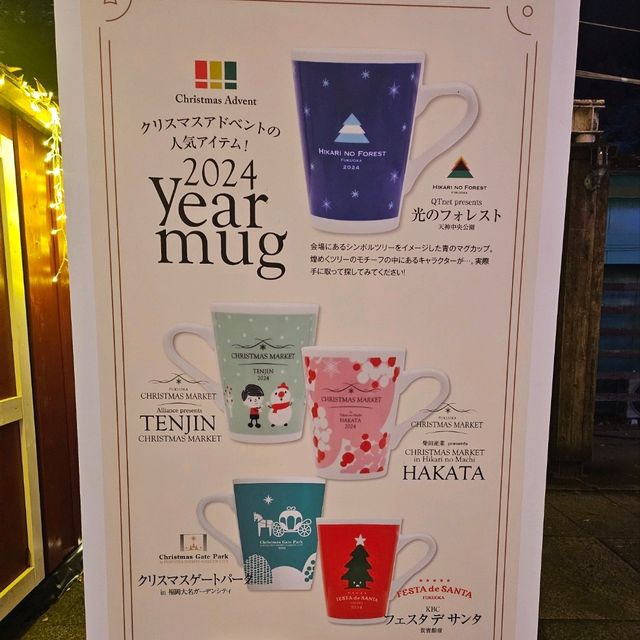 Christmas Advent
クリスマスアドベントの
人気アイテム!
2024
year
mug
HIKARI NO FOREST
FUKUOKA
2024
HIKARI NO FOREST
FUKUOKA
QTnet presents
光のフォレスト
天神中央公園
会場にあるシンボルツリーをイメージした青のマグカップ。
煌めくツリーのモチーフの中にあるキャラクターが…。実際
手に取って探してみてください!
CHRISTMAS MARKET
TENJIN
2024
FUKUOKA
CHRISTMAS MARKET
Alliance presents
TENJIN
CHRISTMAS MARKET
CHRISTMAS MARKET
in Hikari no Machi
HAKATA
2024
FUKUOKA
CHRISTMAS MARKET
presents
CHRISTMAS MARKET
in Hikari no Machi
HAKATA
Christmas Gate Park
Christmas Gate Park
クリスマスゲートパーク
in 福岡大名ガーデンシティ
FESTA de SANTA
2024
FESTA de SANTA
FUKUOKA
KBC
フェスタ デ サンタ